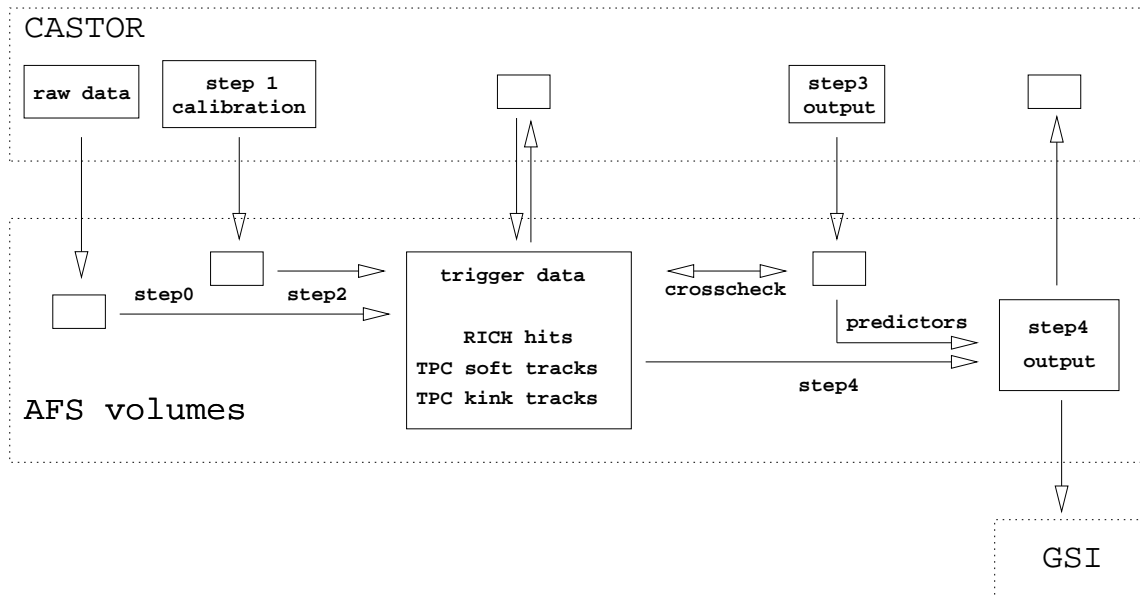 CASTOR
raw data
step 1
calibration
step3
output
step0
step2
trigger data
RICH hits
TPC soft tracks
TPC kink tracks
crosscheck
predictors
step4
step4
output
AFS volumes
GSI